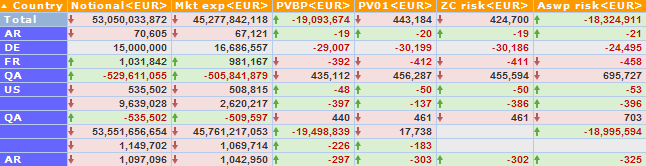 Country Notional<EUR> Mkt exp<EUR> PVBP<EUR> PV01<EUR> ZC risk<EUR> Aswp risk<EUR>
Total 53,050,033,872 45,277,842,118 -19,093,674 443,184 424,700 -18,324,911
AR 70,605 67,121 -19 -20 -19 -21
DE 15,000,000 16,686,557 -29,007 -30,199 -30,186 -24,495
FR 1,031,842 981,167 -392 -412 -411 -458
QA -529,611,055 -505,841,879 435,112 456,287 455,594 695,727
US 535,502 508,815 -48 -50 -50 -53
9,639,028 2,620,217 -397 -137 -386 -396
QA -535,502 -509,597 440 461 461 703
53,551,656,654 45,761,217,053 -19,498,839 17,738 -18,995,594
1,149,702 1,069,714 -226 -183
AR 1,097,096 1,042,950 -297 -303 -302 -325